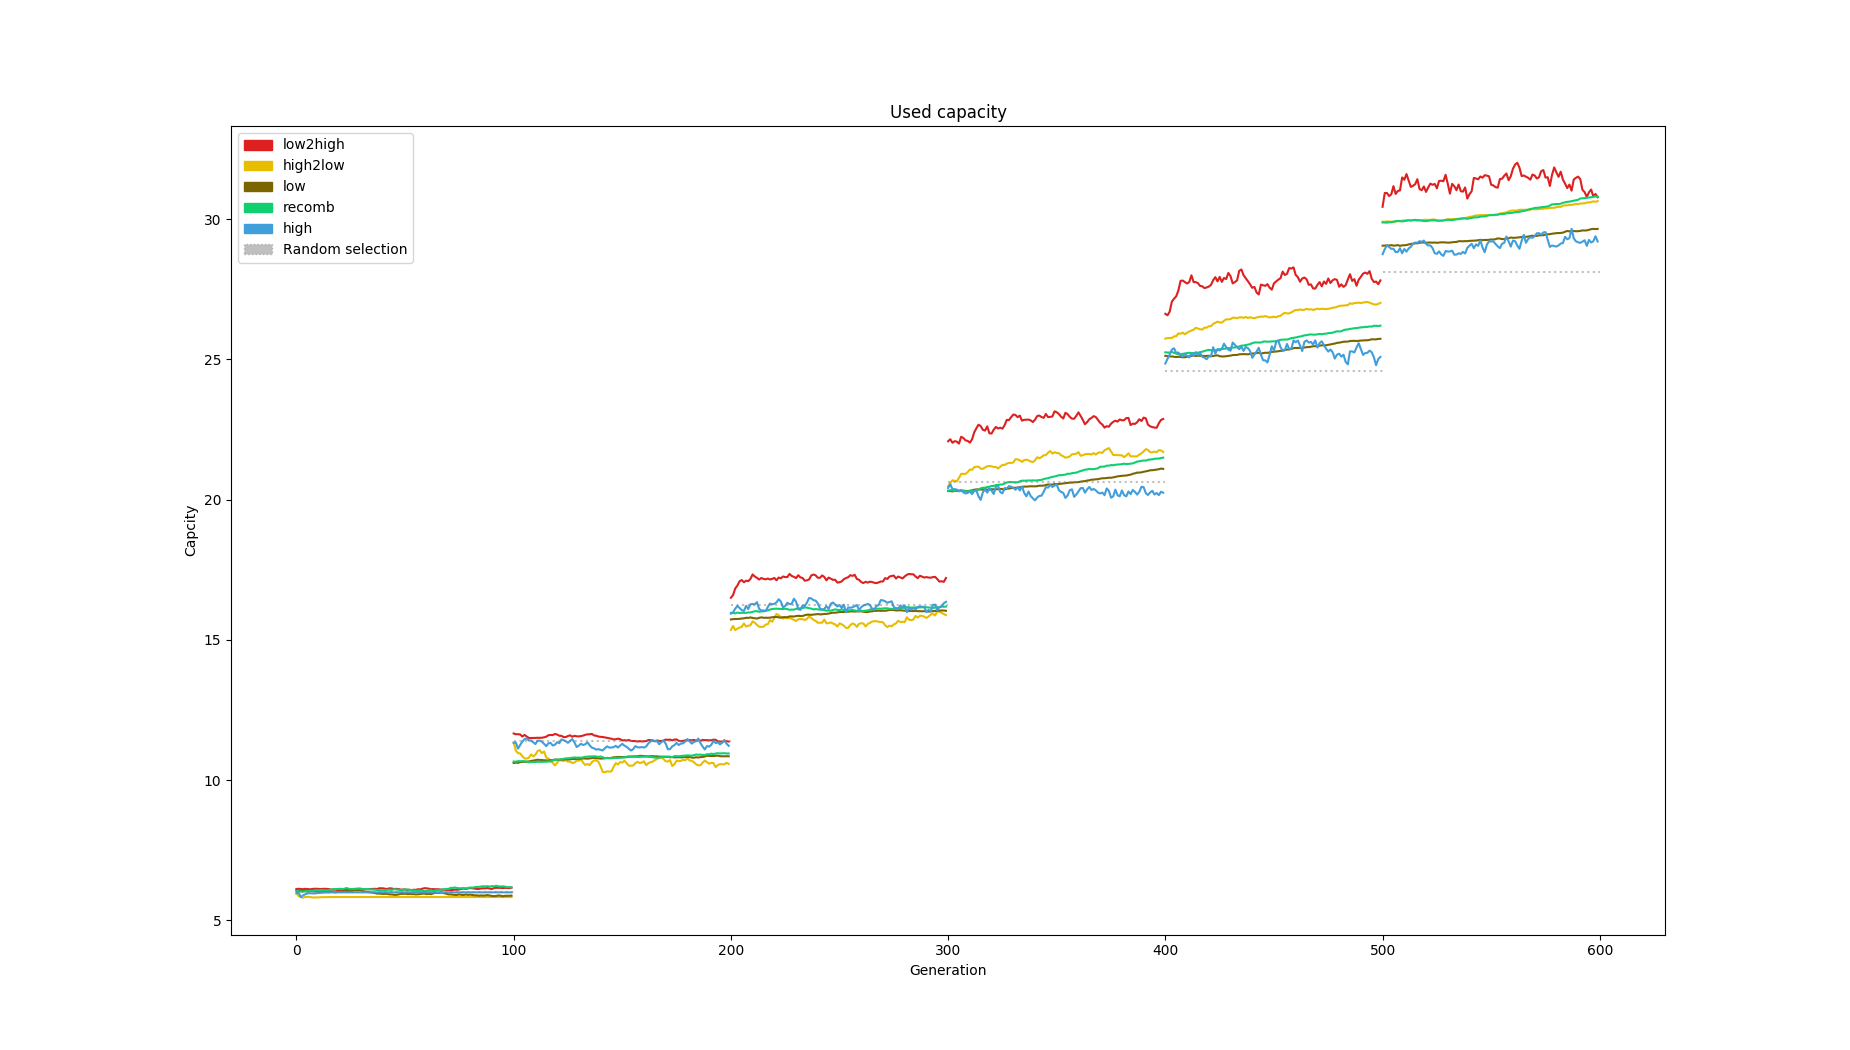 Used capacity
low2high
high2low
low
recomb
high
Random selection
30
25
20
15
10
5
Capcity
0 100 200 300 400 500 600
Generation